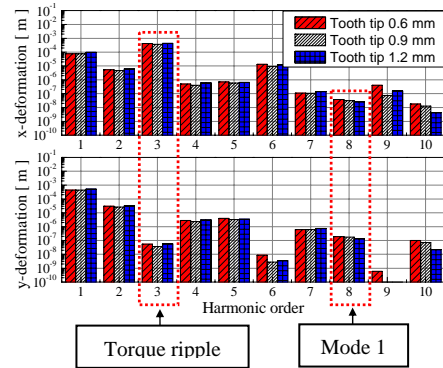 x-deformation [ m ]
10^-1
10^-2
10^-3
10^-4
10^-5
10^-6
10^-7
10^-8
10^-9
10^-10
Tooth tip 0.6 mm
Tooth tip 0.9 mm
Tooth tip 1.2 mm
1 2 3 4 5 6 7 8 9 10
y-deformation [ m ]
10^-1
10^-2
10^-3
10^-4
10^-5
10^-6
10^-7
10^-8
10^-9
10^-10
1 2 3 4 5 6 7 8 9 10
Harmonic order
Torque ripple
Mode 1